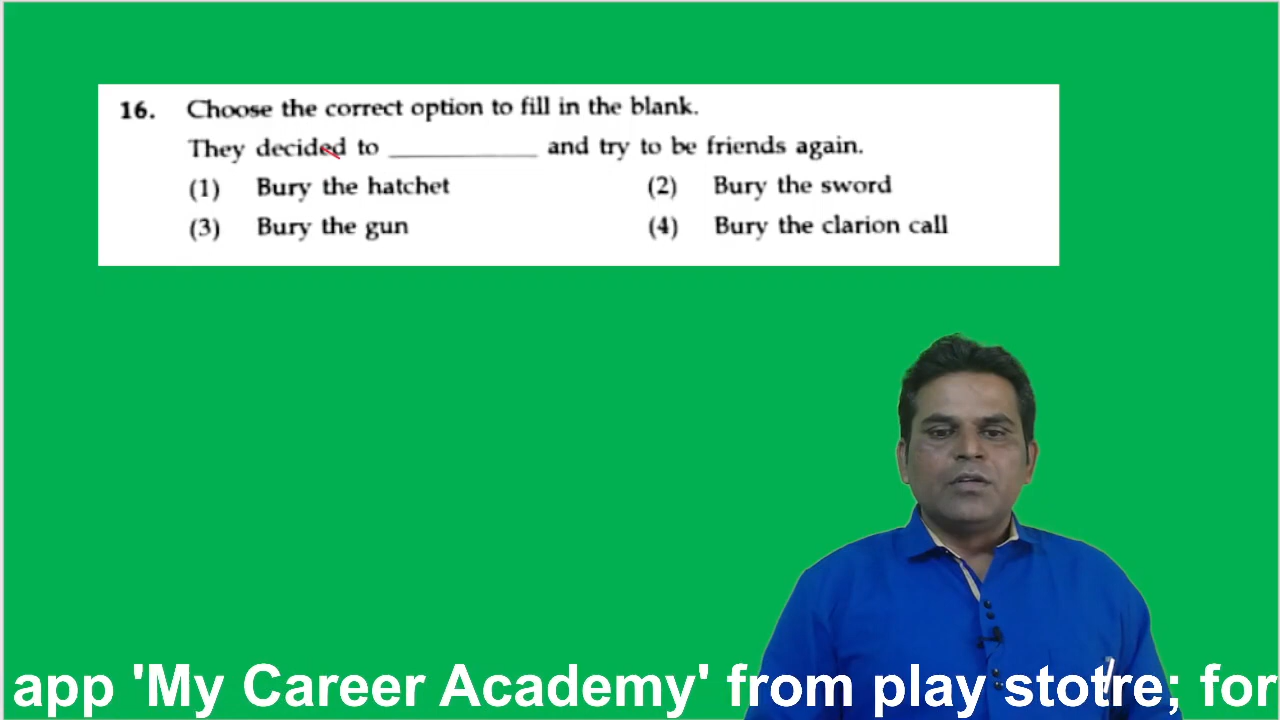 16. Choose the correct option to fill in the blank.
They decided to ____________ and try to be friends again.
(1) Bury the hatchet (2) Bury the sword
(3) Bury the gun (4) Bury the clarion call
app 'My Career Academy' from play stotre; for